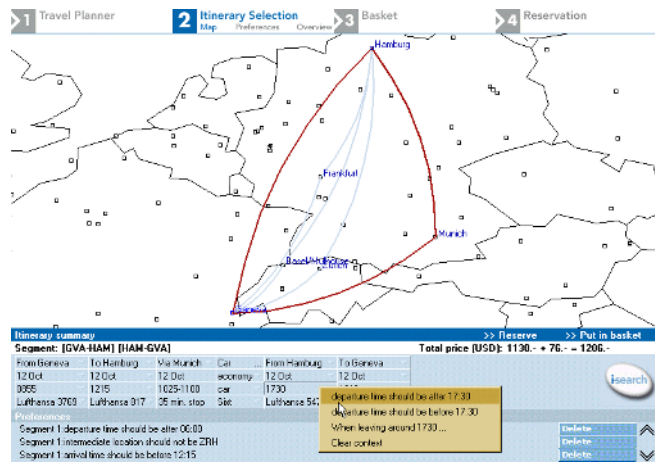 1 Travel Planner
2 Itinerary Selection
Map Preferences Overview
3 Basket
4 Reservation
Hamburg
Frankfurt
Munich
Basel/Mulhouse
Zurich
Geneva
Itinerary summary >> Reserve >> Put in basket
Segment: [GVA-HAM] [HAM-GVA] Total price (USD): 1130.- + 76.- = 1206.-
From Geneva To Hamburg Via Munich Car ... From Hamburg To Geneva
12 Oct 12 Oct 12 Oct economy 12 Oct 12 Oct
0855 1215 1025-1100 car 1730
Lufthansa 3769 Lufthansa 817 35 min. stop Sixt Lufthansa
isearch
departure time should be after 17:30
departure time should be before 17:30
When leaving around 1730 ...
Clear context
Preferences
Segment 1:departure time should be after 06:00 Delete
Segment 1:intermediate location should not be ZRH Delete
Segment 1:arrival time should be before 12:15 Delete